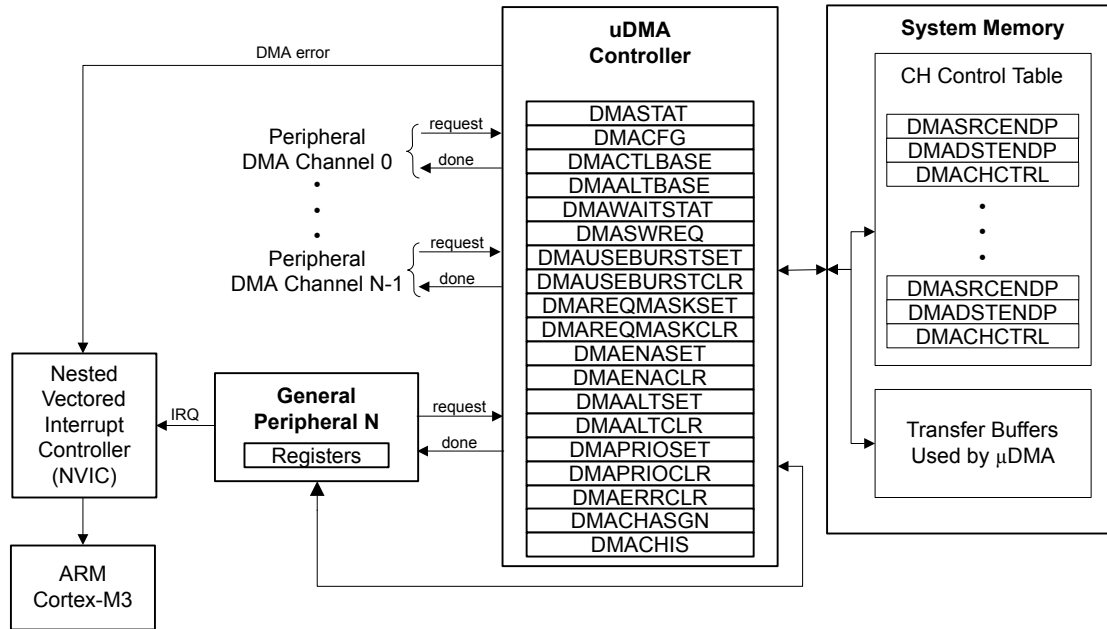 uDMA
Controller
System Memory
DMA error
CH Control Table
DMASTAT
DMACFG
DMACTLBASE
DMAALTBASE
DMAWAITSTAT
DMASWREQ
DMAUSEBURSTSET
DMAUSEBURSTCLR
DMAREQMASKSET
DMAREQMASKCLR
DMAENASET
DMAENACLR
DMAALTSET
DMAALTCLR
DMAPRIOSET
DMAPRIOCLR
DMAERRCLR
DMACHASGN
DMACHIS
Peripheral
DMA Channel 0
request
done
•
•
•
Peripheral
DMA Channel N-1
request
done
DMASRCENDP
DMADSTENDP
DMACHCTRL
•
•
•
DMASRCENDP
DMADSTENDP
DMACHCTRL
Nested
Vectored
Interrupt
Controller
(NVIC)
IRQ
General
Peripheral N
Registers
request
done
Transfer Buffers
Used by µDMA
ARM
Cortex-M3